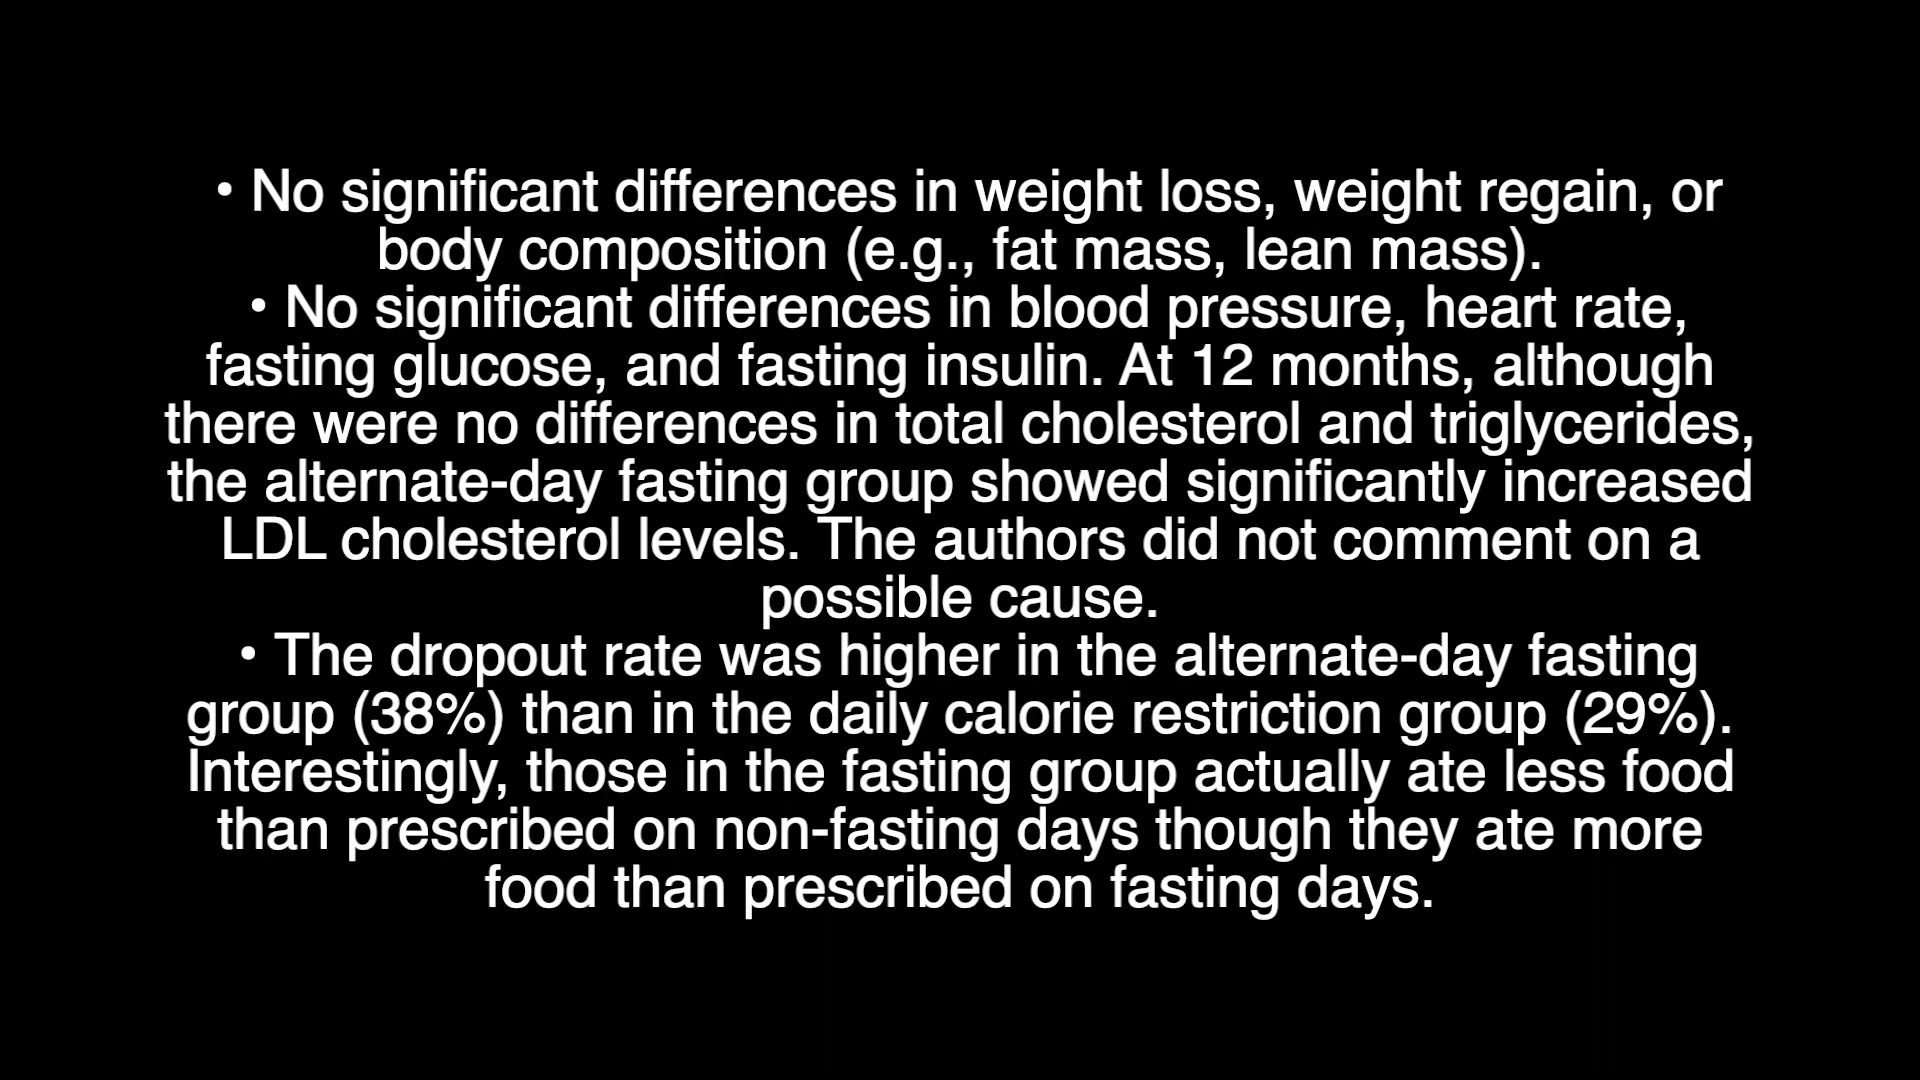 • No significant differences in weight loss, weight regain, or
body composition (e.g., fat mass, lean mass).
• No significant differences in blood pressure, heart rate,
fasting glucose, and fasting insulin. At 12 months, although
there were no differences in total cholesterol and triglycerides,
the alternate-day fasting group showed significantly increased
LDL cholesterol levels. The authors did not comment on a
possible cause.
• The dropout rate was higher in the alternate-day fasting
group (38%) than in the daily calorie restriction group (29%).
Interestingly, those in the fasting group actually ate less food
than prescribed on non-fasting days though they ate more
food than prescribed on fasting days.